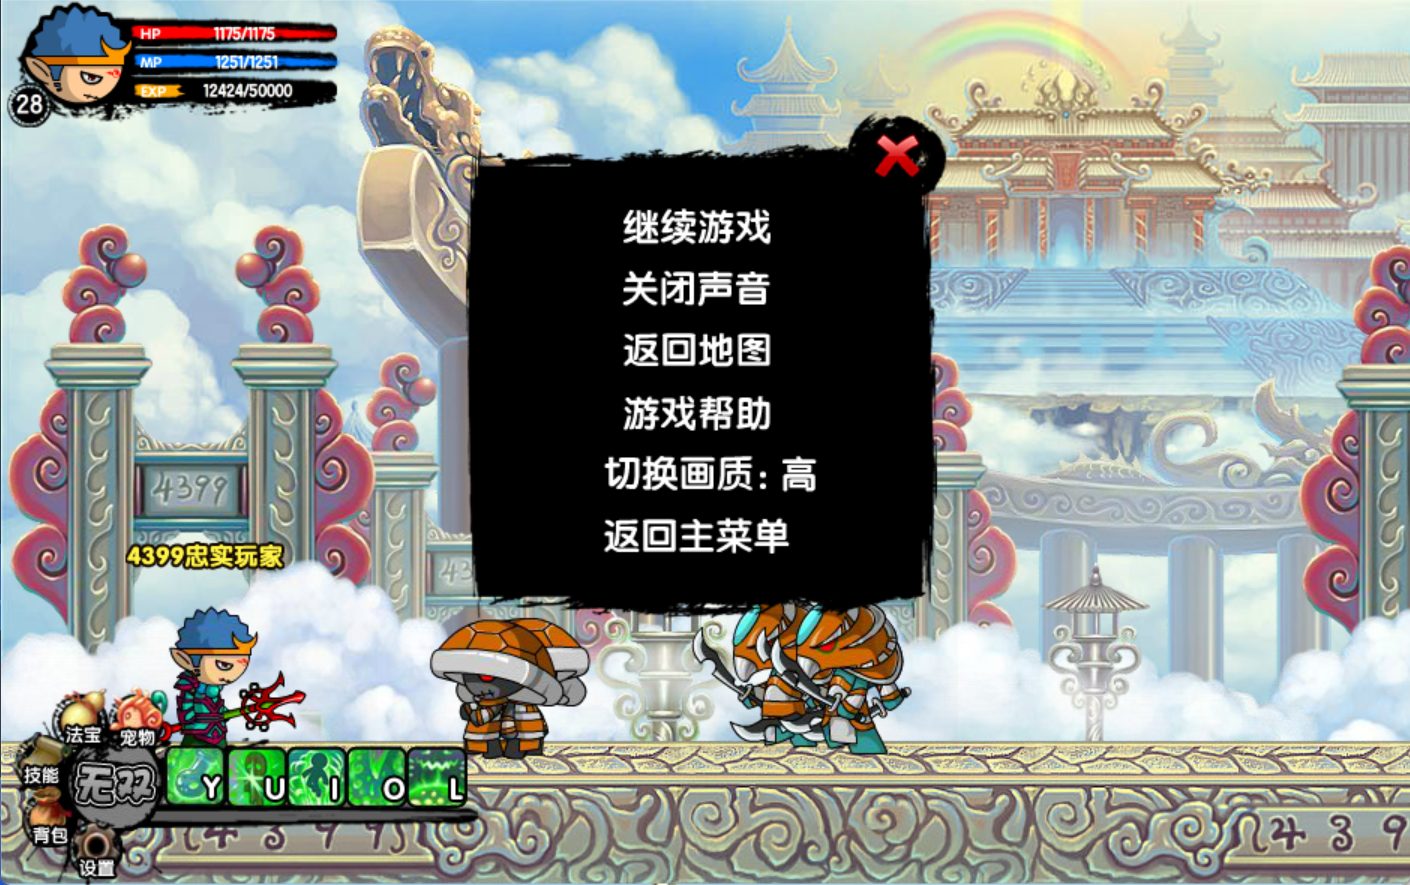 HP 1175/1175
MP 1251/1251
EXP 12424/50000
28
继续游戏
关闭声音
返回地图
游戏帮助
切换画质：高
返回主菜单
4399
4399忠实玩家
43
法宝
宠物
技能
无双
Y
U
I
O
L
背包
设置
4399
439